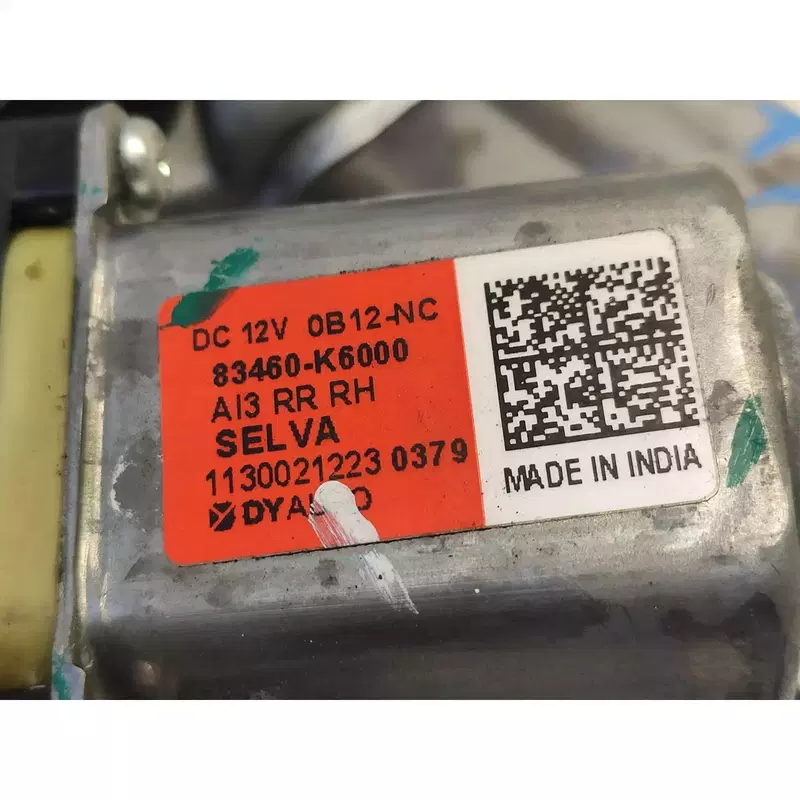 DC 12V 0B12-NC
83460-K6000
AI3 RR RH
SELVA
1130021223 0379
MADE IN INDIA